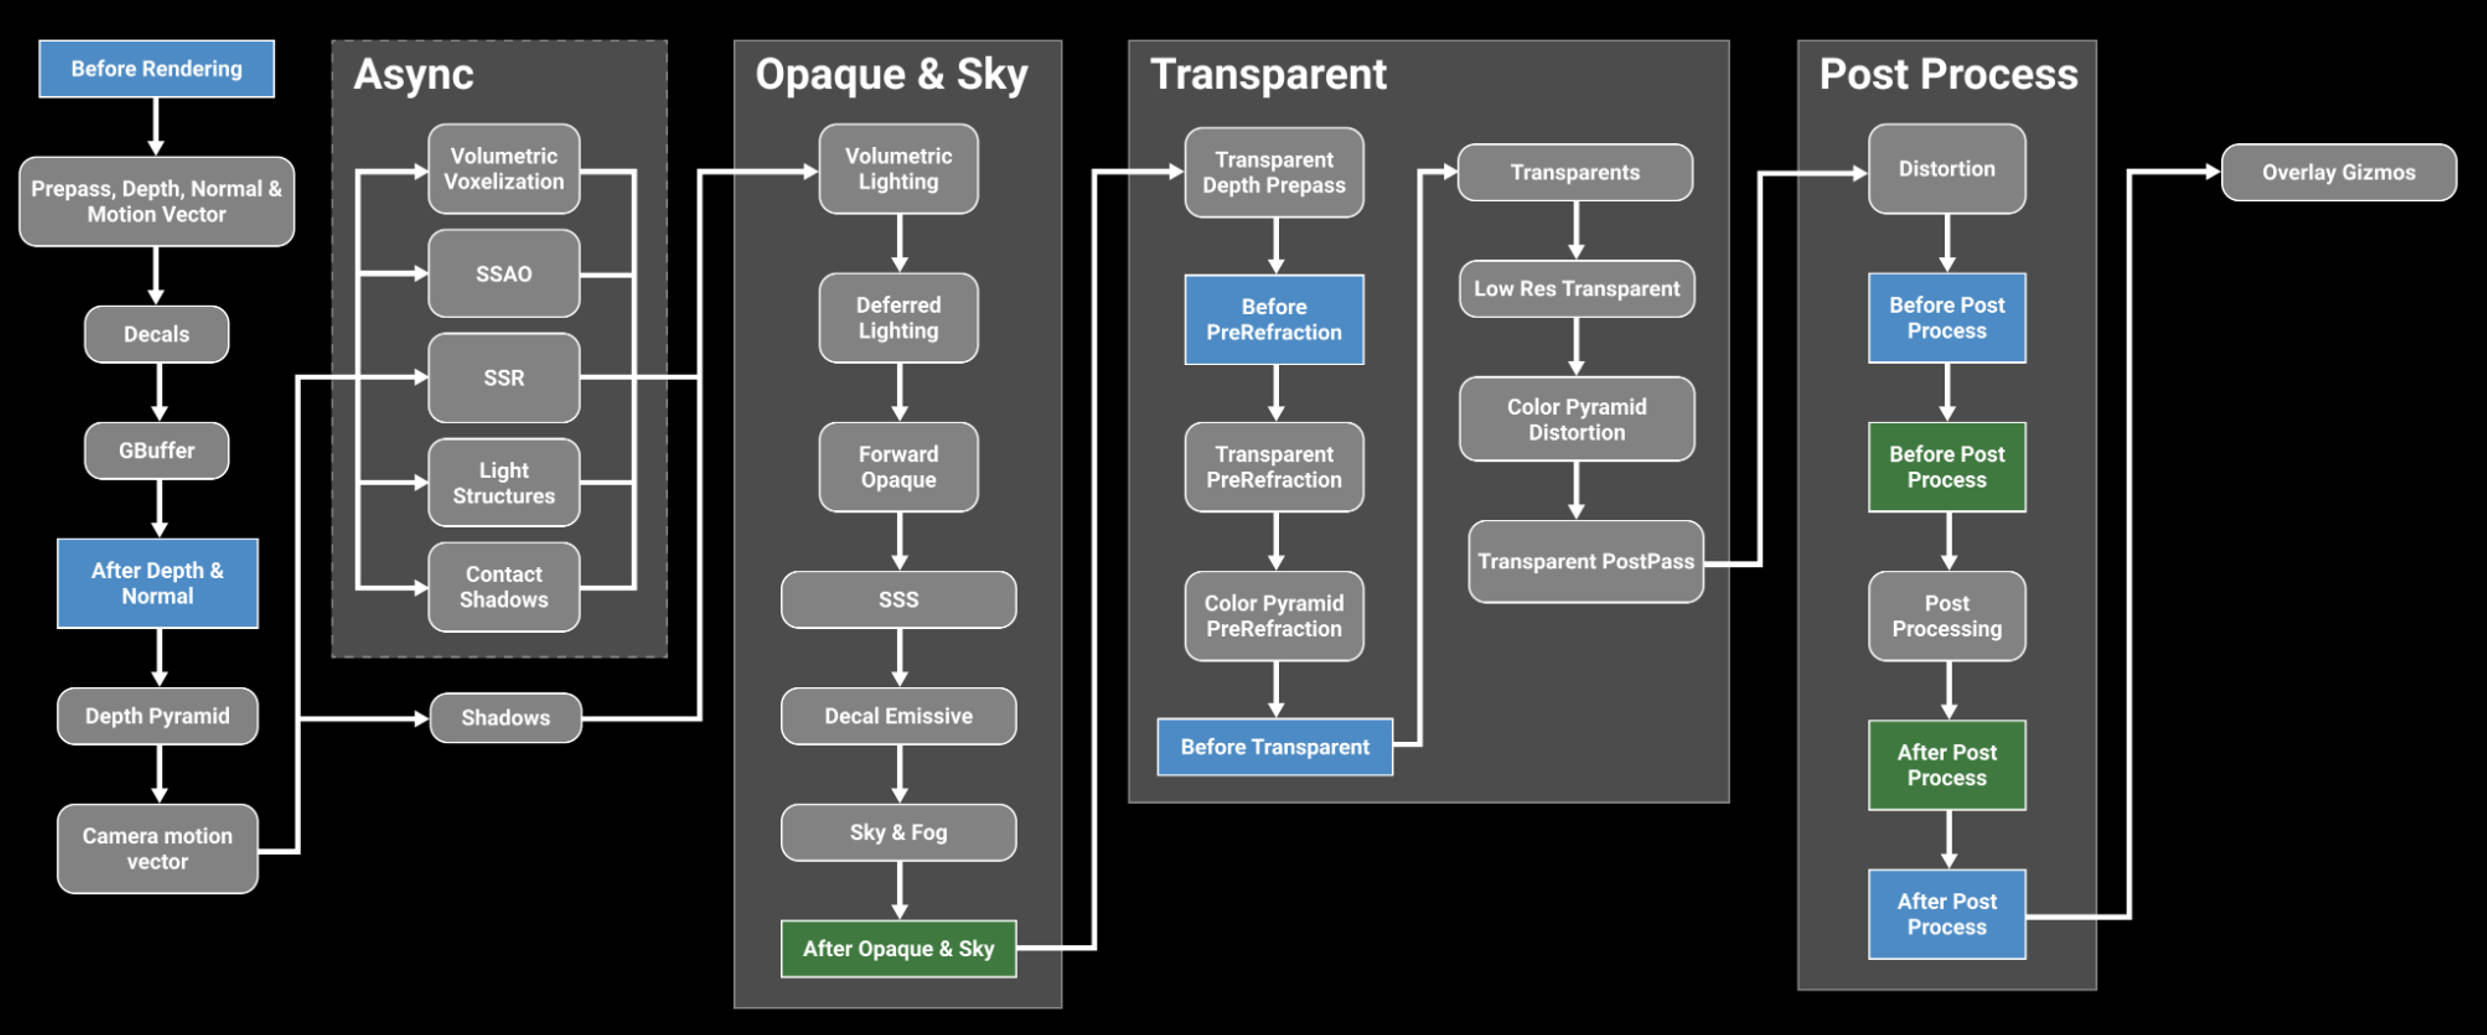 Before Rendering
Prepass, Depth, Normal &
Motion Vector
Decals
GBuffer
After Depth &
Normal
Depth Pyramid
Camera motion
vector
Async
Volumetric
Voxelization
SSAO
SSR
Light
Structures
Contact
Shadows
Shadows
Opaque & Sky
Volumetric
Lighting
Deferred
Lighting
Forward
Opaque
SSS
Decal Emissive
Sky & Fog
After Opaque & Sky
Transparent
Transparent
Depth Prepass
Before
PreRefraction
Transparent
PreRefraction
Color Pyramid
PreRefraction
Before Transparent
Transparents
Low Res Transparent
Color Pyramid
Distortion
Transparent PostPass
Post Process
Distortion
Before Post
Process
Before Post
Process
Post
Processing
After Post
Process
After Post
Process
Overlay Gizmos